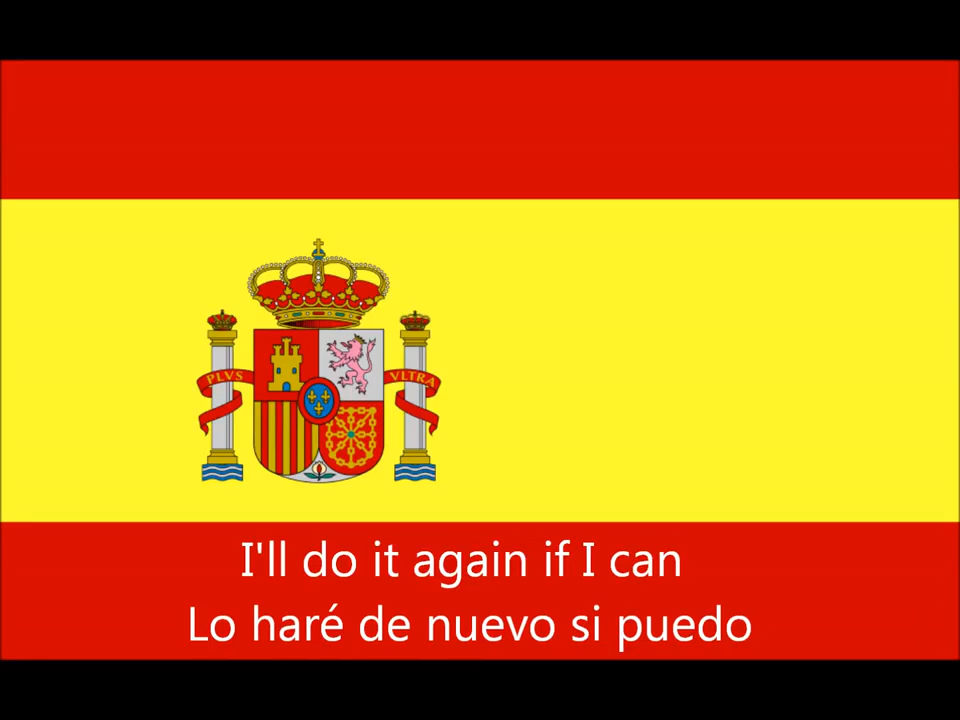 PLVS
VLTRA
I'll do it again if I can
Lo haré de nuevo si puedo